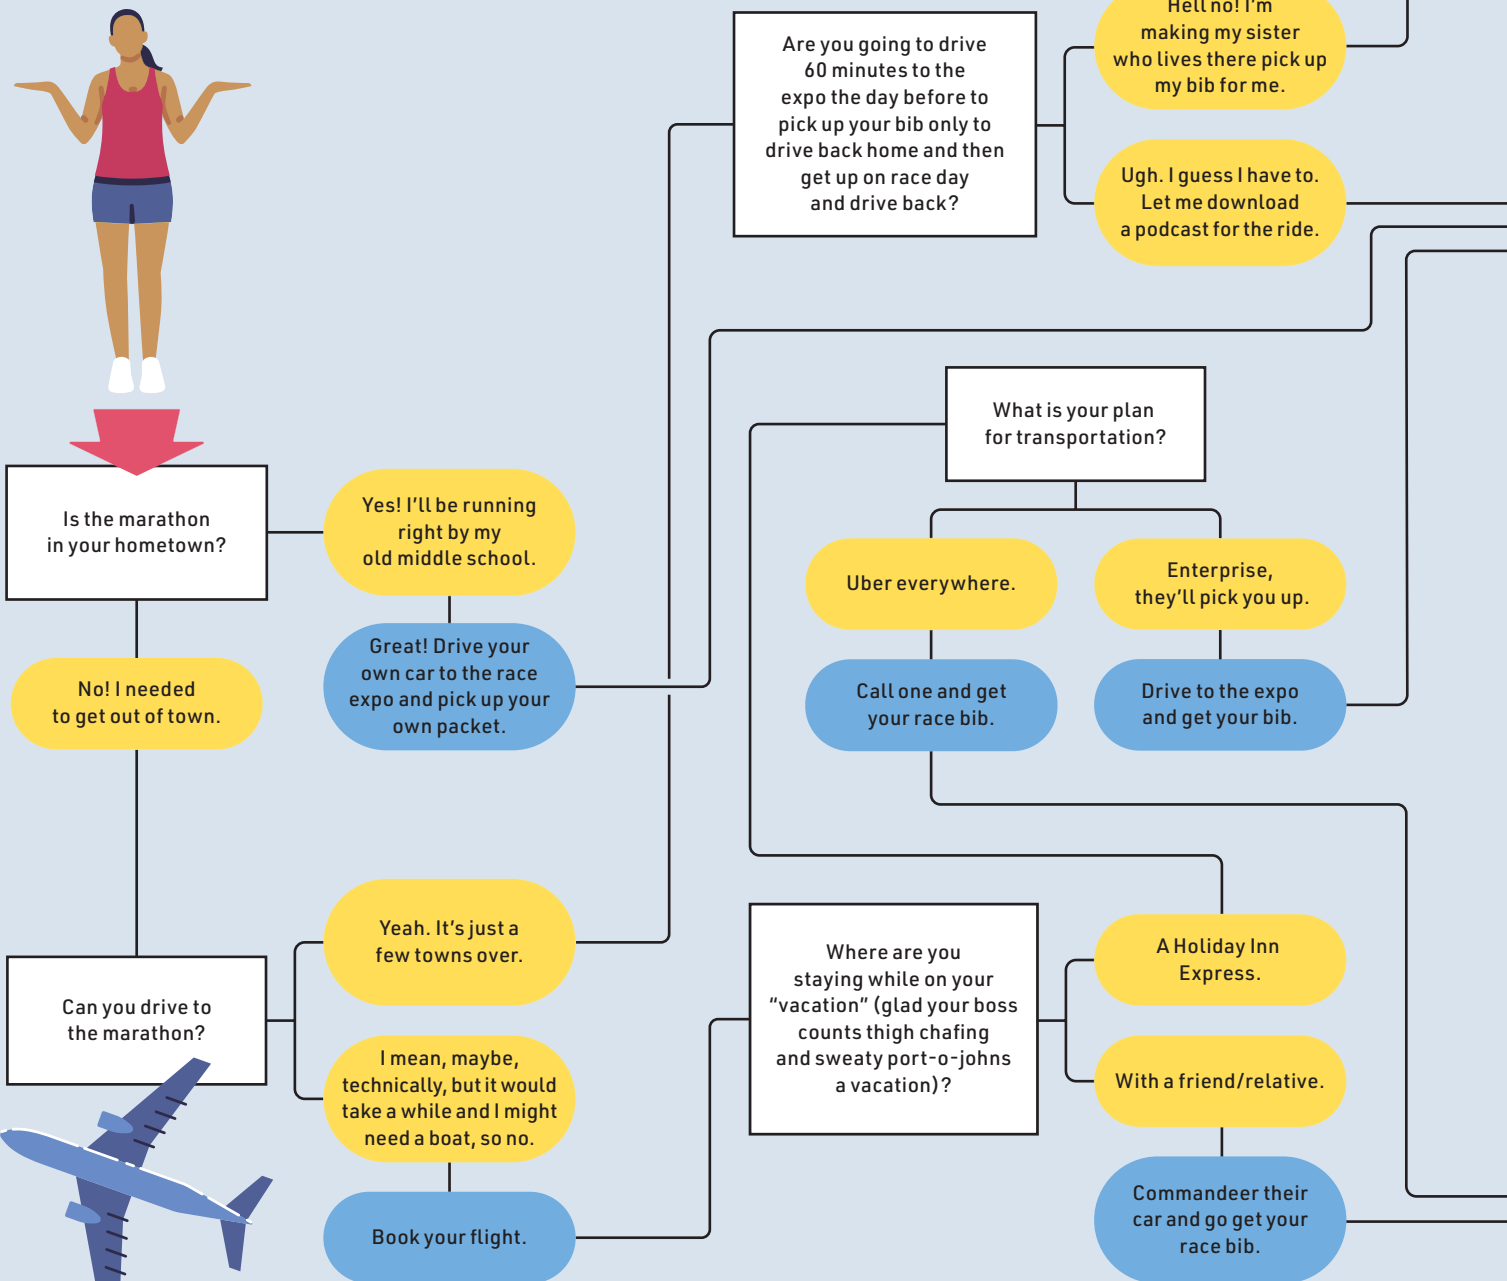 Is the marathon
in your hometown?
Yes! I'll be running
right by my
old middle school.
Great! Drive your
own car to the race
expo and pick up your
own packet.
No! I needed
to get out of town.
Can you drive to
the marathon?
Yeah. It's just a
few towns over.
I mean, maybe,
technically, but it would
take a while and I might
need a boat, so no.
Book your flight.
Are you going to drive
60 minutes to the
expo the day before to
pick up your bib only to
drive back home and then
get up on race day
and drive back?
Hell no! I'm
making my sister
who lives there pick up
my bib for me.
Ugh. I guess I have to.
Let me download
a podcast for the ride.
What is your plan
for transportation?
Uber everywhere.
Call one and get
your race bib.
Enterprise,
they'll pick you up.
Drive to the expo
and get your bib.
Where are you
staying while on your
“vacation” (glad your boss
counts thigh chafing
and sweaty port-o-johns
a vacation)?
A Holiday Inn
Express.
With a friend/relative.
Commandeer their
car and go get your
race bib.